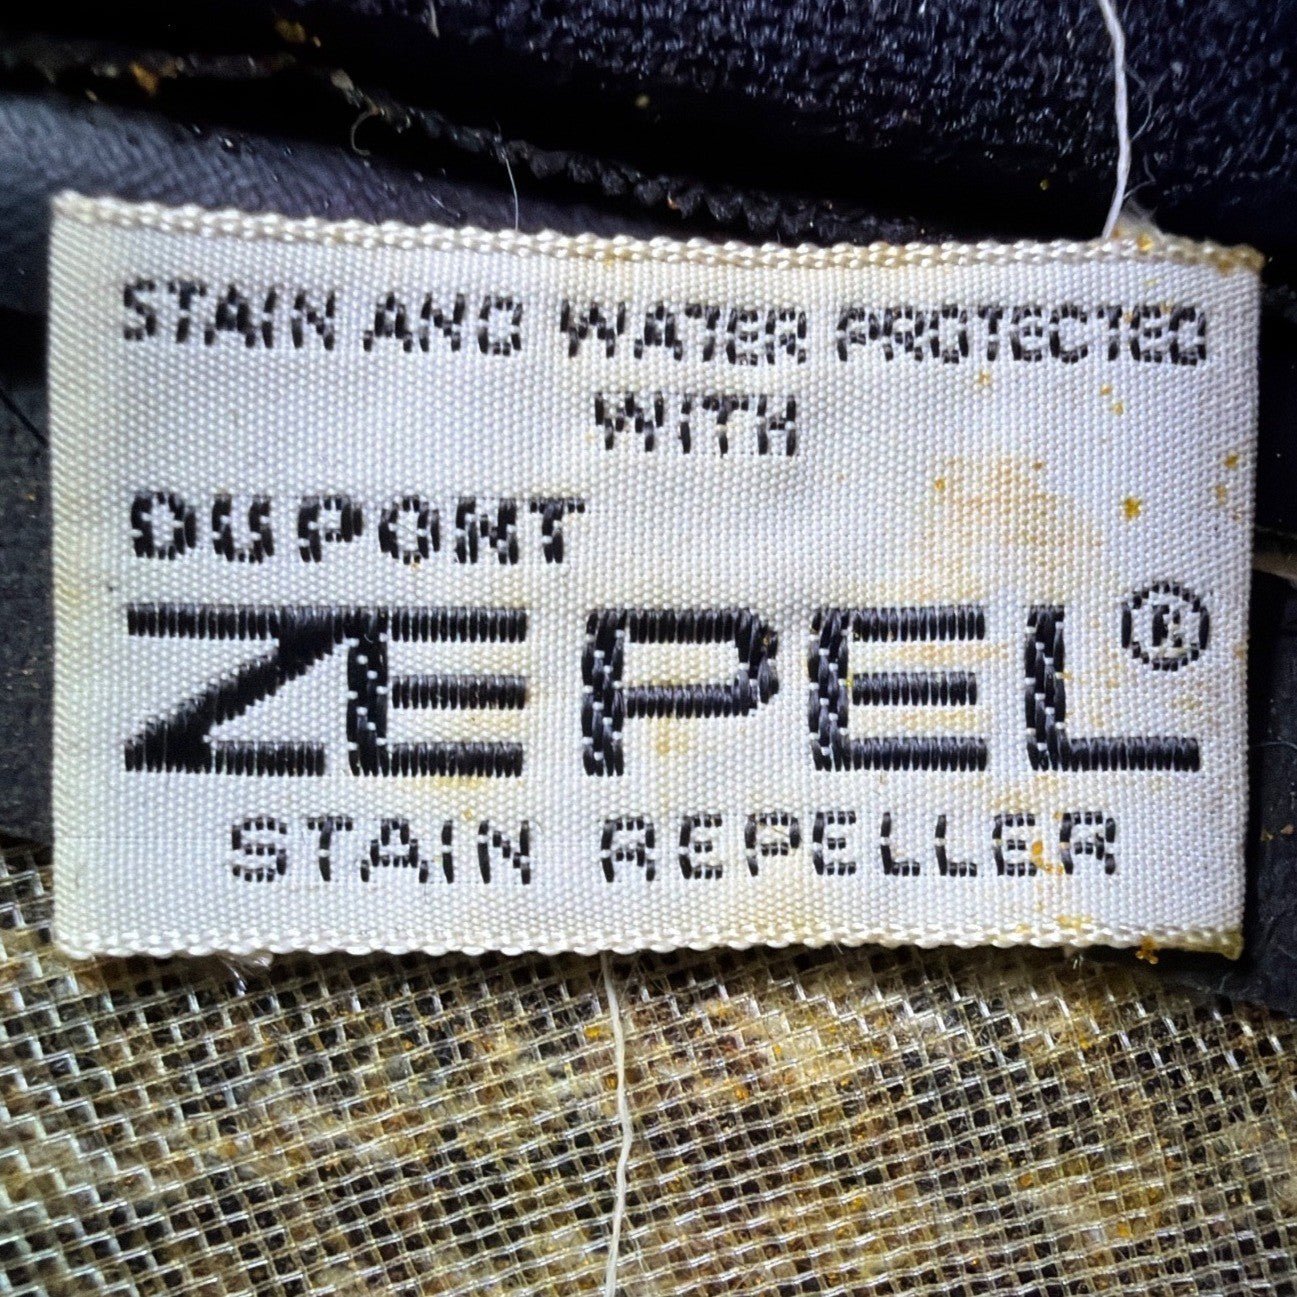 STAIN AND WATER PROTECTED
WITH
DUPONT
ZEPEL®
STAIN REPELLER